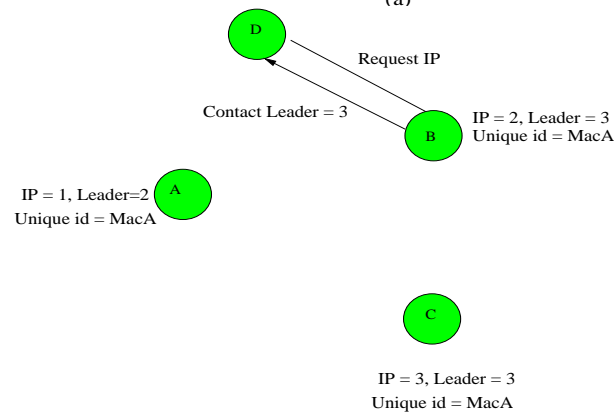 (a)
D
Request IP
Contact Leader = 3
IP = 2, Leader = 3
B
Unique id = MacA
A
IP = 1, Leader=2
Unique id = MacA
C
IP = 3, Leader = 3
Unique id = MacA